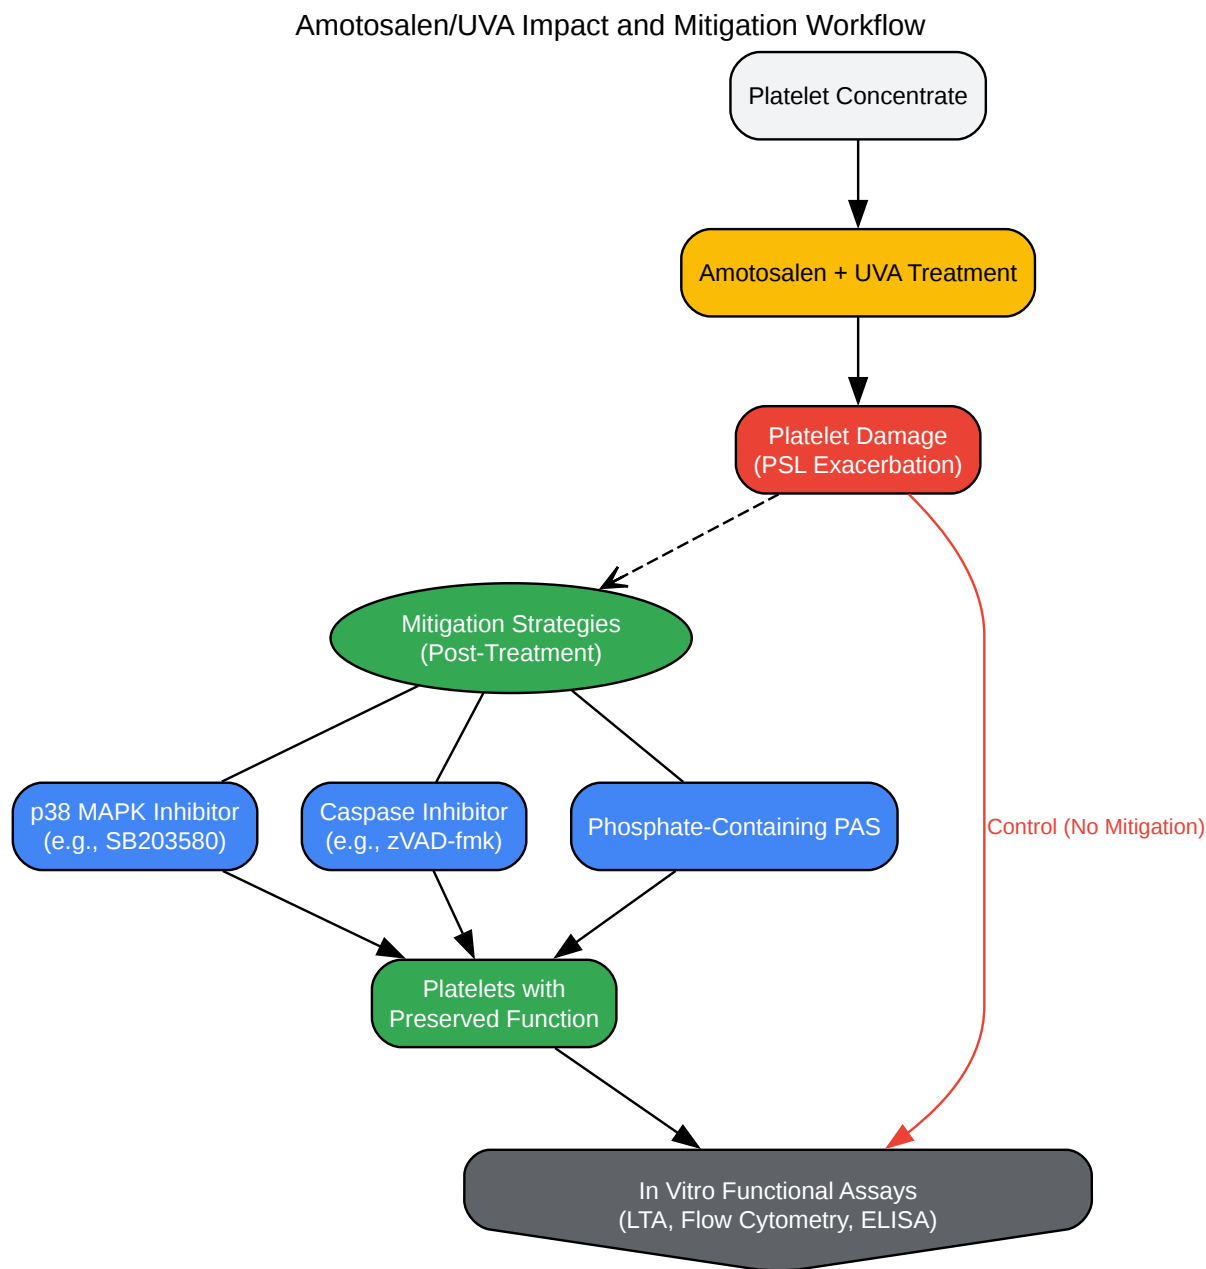 Amotosalen/UVA Impact and Mitigation Workflow
Platelet Concentrate
Amotosalen + UVA Treatment
Platelet Damage
(PSL Exacerbation)
Mitigation Strategies
(Post-Treatment)
p38 MAPK Inhibitor
(e.g., SB203580)
Caspase Inhibitor
(e.g., zVAD-fmk)
Phosphate-Containing PAS
Control (No Mitigation)
Platelets with
Preserved Function
In Vitro Functional Assays
(LTA, Flow Cytometry, ELISA)